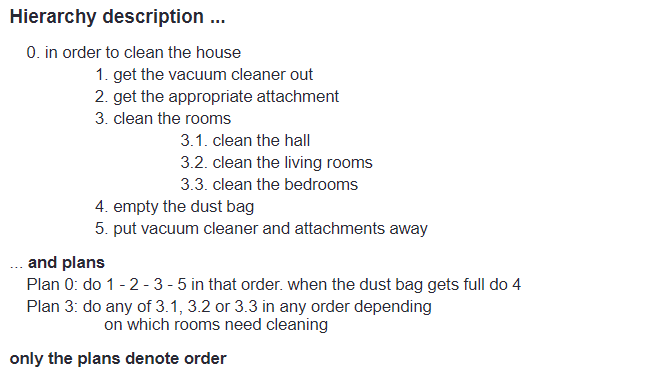 Hierarchy description ...
0. in order to clean the house
1. get the vacuum cleaner out
2. get the appropriate attachment
3. clean the rooms
3.1. clean the hall
3.2. clean the living rooms
3.3. clean the bedrooms
4. empty the dust bag
5. put vacuum cleaner and attachments away
... and plans
Plan 0: do 1 - 2 - 3 - 5 in that order. when the dust bag gets full do 4
Plan 3: do any of 3.1, 3.2 or 3.3 in any order depending
on which rooms need cleaning
only the plans denote order